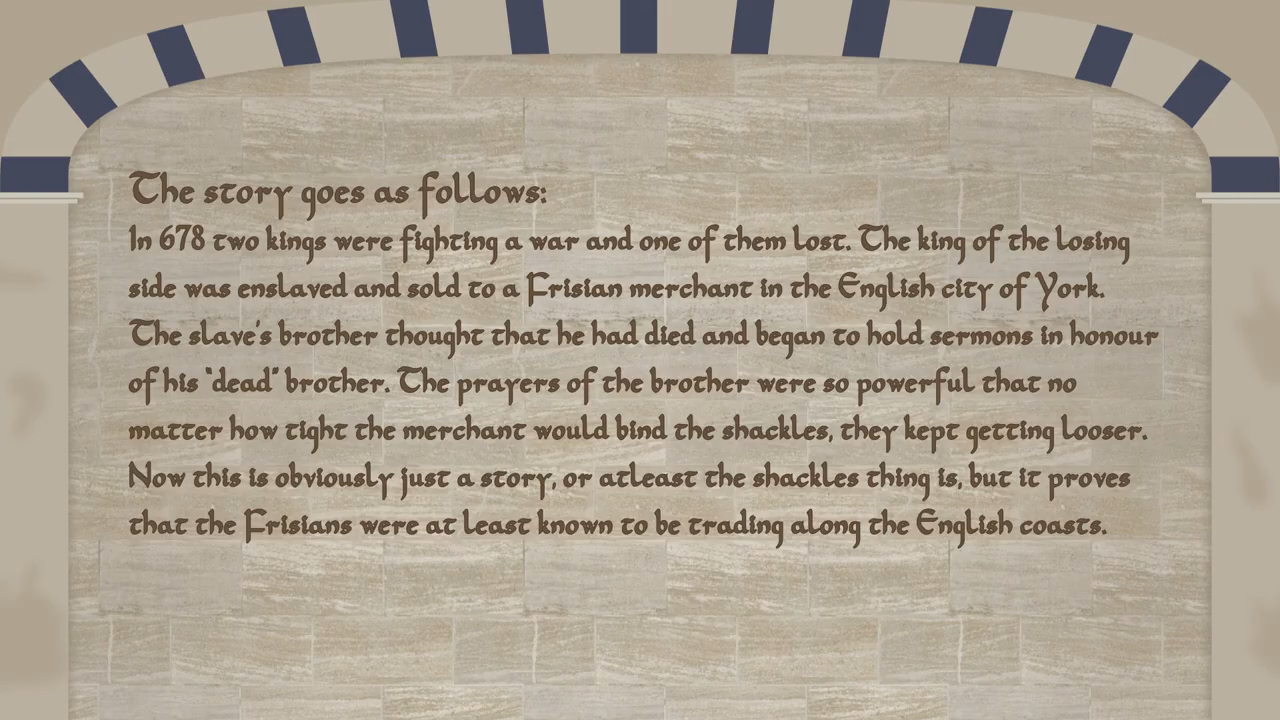 The story goes as follows:
In 678 two kings were fighting a war and one of them lost. The king of the losing
side was enslaved and sold to a Frisian merchant in the English city of York.
The slave's brother thought that he had died and began to hold sermons in honour
of his "dead" brother. The prayers of the brother were so powerful that no
matter how tight the merchant would bind the shackles, they kept getting looser.
Now this is obviously just a story, or atleast the shackles thing is, but it proves
that the Frisians were at least known to be trading along the English coasts.